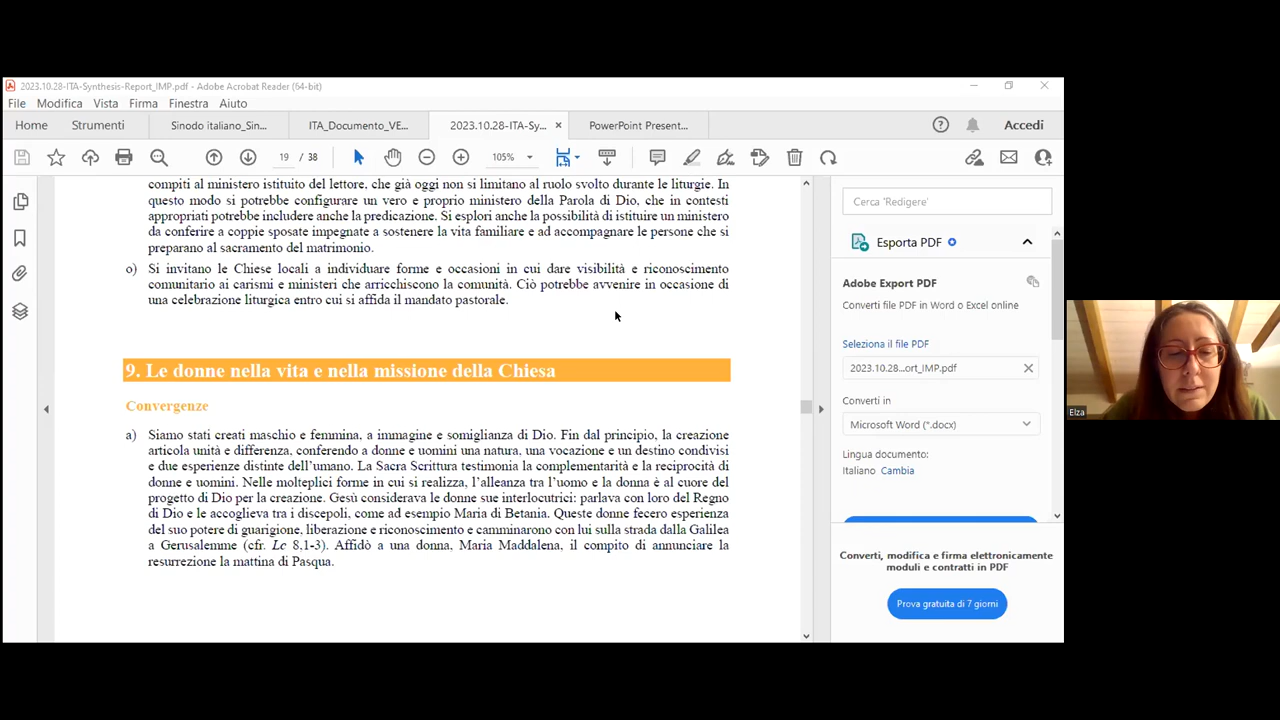 2023.10.28-ITA-Synthesis-Report_IMP.pdf - Adobe Acrobat Reader (64-bit)
File Modifica Vista Firma Finestra Aiuto
Home Strumenti Sinodo italiano_Sin... ITA_Documento_VE... 2023.10.28-ITA-Sy... × PowerPoint Present... Accedi
19 / 38 105%
compiti al ministero istituito del lettore, che già oggi non si limitano al ruolo svolto durante le liturgie. In
questo modo si potrebbe configurare un vero e proprio ministero della Parola di Dio, che in contesti
appropriati potrebbe includere anche la predicazione. Si esplori anche la possibilità di istituire un ministero
da conferire a coppie sposate impegnate a sostenere la vita familiare e ad accompagnare le persone che si
preparano al sacramento del matrimonio.
o) Si invitano le Chiese locali a individuare forme e occasioni in cui dare visibilità e riconoscimento
comunitario ai carismi e ministeri che arricchiscono la comunità. Ciò potrebbe avvenire in occasione di
una celebrazione liturgica entro cui si affida il mandato pastorale.
9. Le donne nella vita e nella missione della Chiesa
Convergenze
a) Siamo stati creati maschio e femmina, a immagine e somiglianza di Dio. Fin dal principio, la creazione
articola unità e differenza, conferendo a donne e uomini una natura, una vocazione e un destino condivisi
e due esperienze distinte dell'umano. La Sacra Scrittura testimonia la complementarità e la reciprocità di
donne e uomini. Nelle molteplici forme in cui si realizza, l'alleanza tra l'uomo e la donna è al cuore del
progetto di Dio per la creazione. Gesù considerava le donne sue interlocutrici: parlava con loro del Regno
di Dio e le accoglieva tra i discepoli, come ad esempio Maria di Betania. Queste donne fecero esperienza
del suo potere di guarigione, liberazione e riconoscimento e camminarono con lui sulla strada dalla Galilea
a Gerusalemme (cfr. Lc 8,1-3). Affidò a una donna, Maria Maddalena, il compito di annunciare la
resurrezione la mattina di Pasqua.
Cerca 'Redigere'
Esporta PDF
Adobe Export PDF
Converti file PDF in Word o Excel online
Seleziona il file PDF
2023.10.28...ort_IMP.pdf
Converti in
Microsoft Word (*.docx)
Lingua documento:
Italiano Cambia
Converti, modifica e firma elettronicamente
moduli e contratti in PDF
Prova gratuita di 7 giorni
Elza